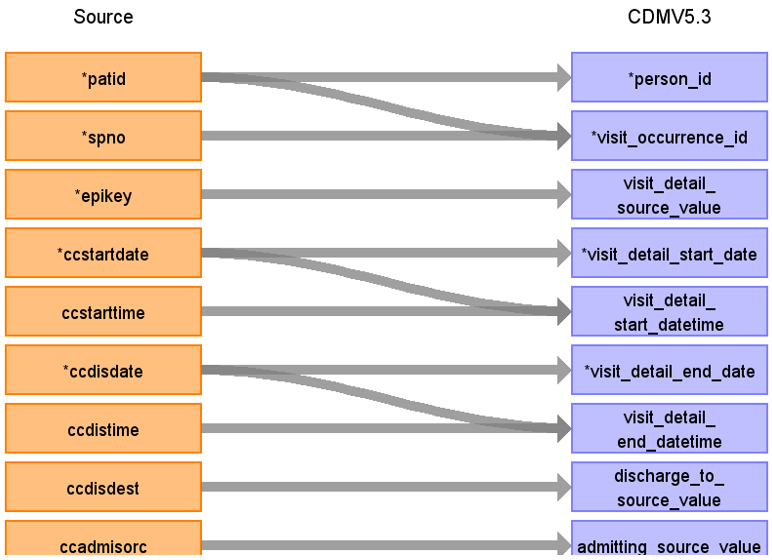 Source CDMV5.3
*patid *person_id
*spno *visit_occurrence_id
*epikey visit_detail_
source_value
*ccstartdate *visit_detail_start_date
ccstarttime visit_detail_
start_datetime
*ccdisdate *visit_detail_end_date
ccdistime visit_detail_
end_datetime
ccdisdest discharge_to_
source_value
ccadmisorc admitting_source_value